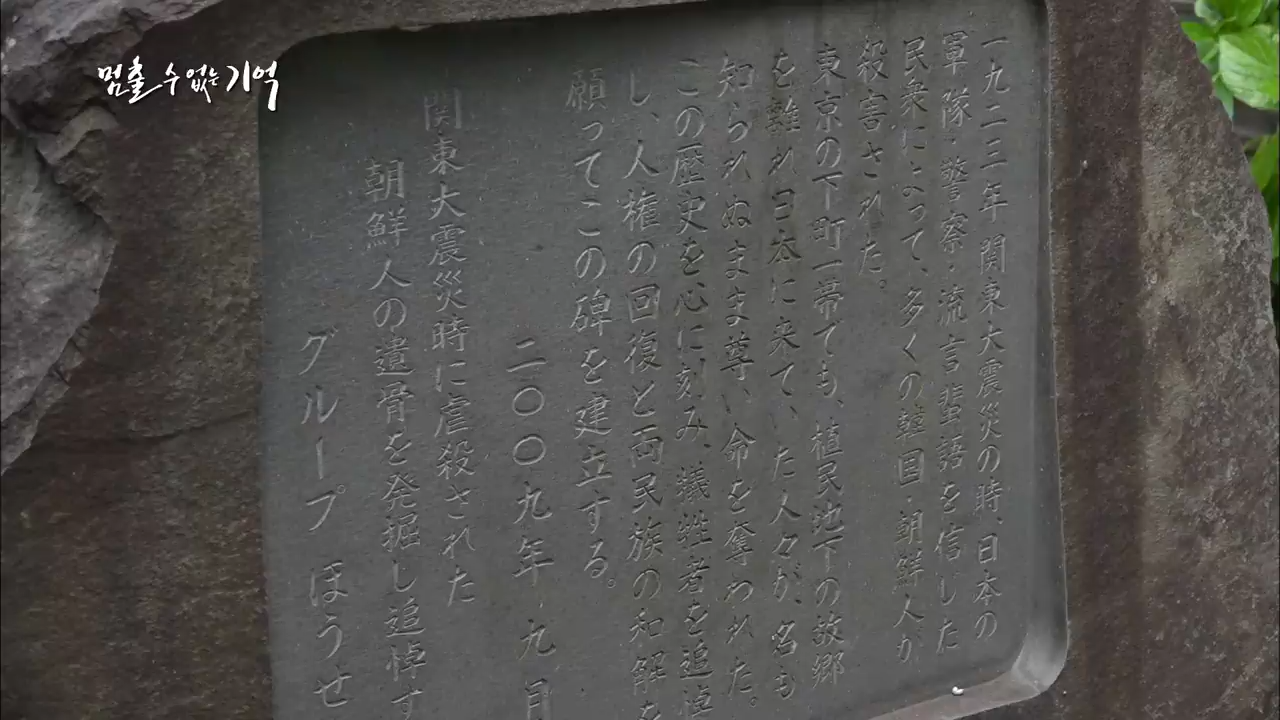 멈출 수 없는 기억
一九二三年 関東大震災の時、日本の
軍隊・警察・流言蜚語を信じた
民衆によって、多くの韓国・朝鮮人が
殺害された。
東京の下町一帯でも、植民地下の故郷
を離れ日本に来ていた人々が、名も
知られぬまま尊い命を奪われた。
この歴史を心に刻み、犠牲者を追悼
し、人権の回復と両民族の和解を
願ってこの碑を建立する。
二〇〇九年 九月
関東大震災時に虐殺された
朝鮮人の遺骨を発掘し追悼す
グループ ほうせ